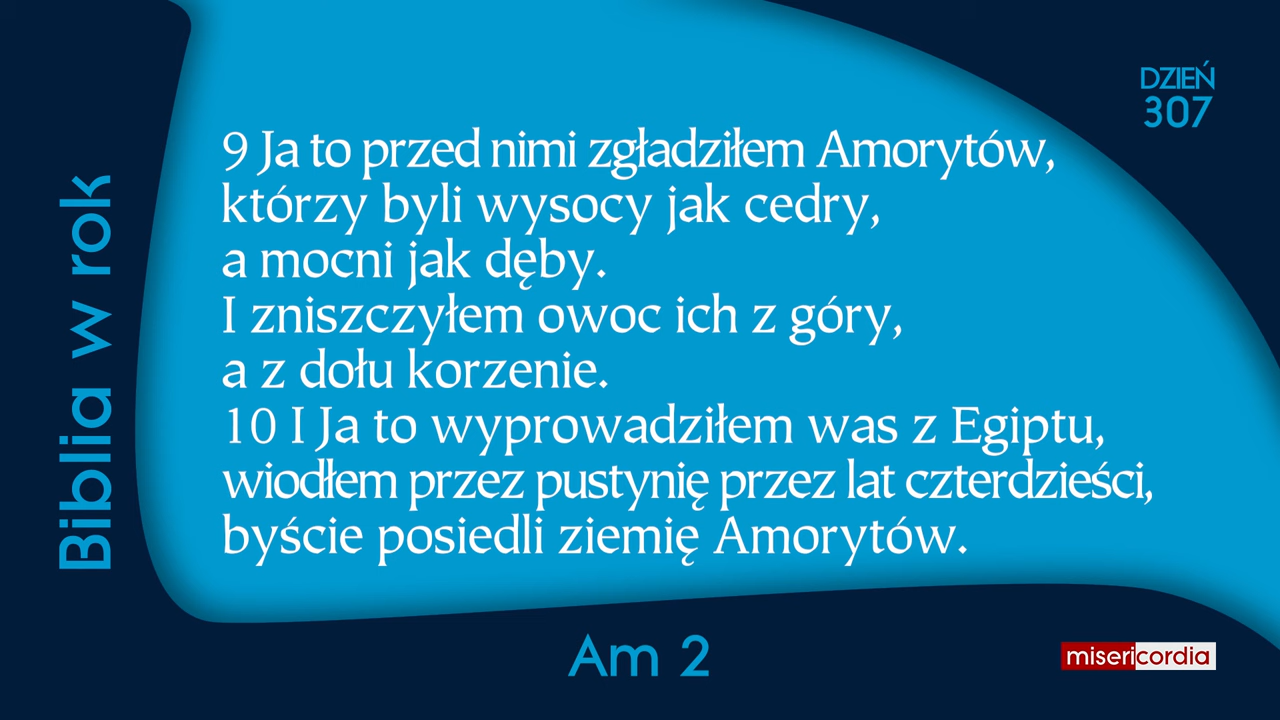 DZIEŃ
307
Biblia w rok
9 Ja to przed nimi zgładziłem Amorytów,
którzy byli wysocy jak cedry,
a mocni jak dęby.
I zniszczyłem owoc ich z góry,
a z dołu korzenie.
10 I Ja to wyprowadziłem was z Egiptu,
wiodłem przez pustynię przez lat czterdzieści,
byście posiedli ziemię Amorytów.
Am 2
misericordia